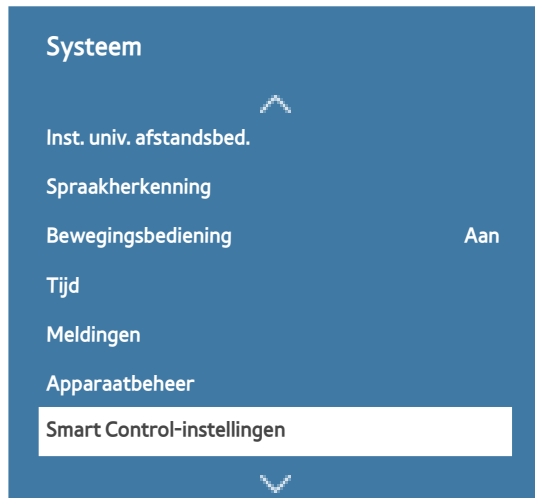 Systeem
Inst. univ. afstandsbed.
Spraakherkenning
Bewegingsbediening Aan
Tijd
Meldingen
Apparaatbeheer
Smart Control-instellingen